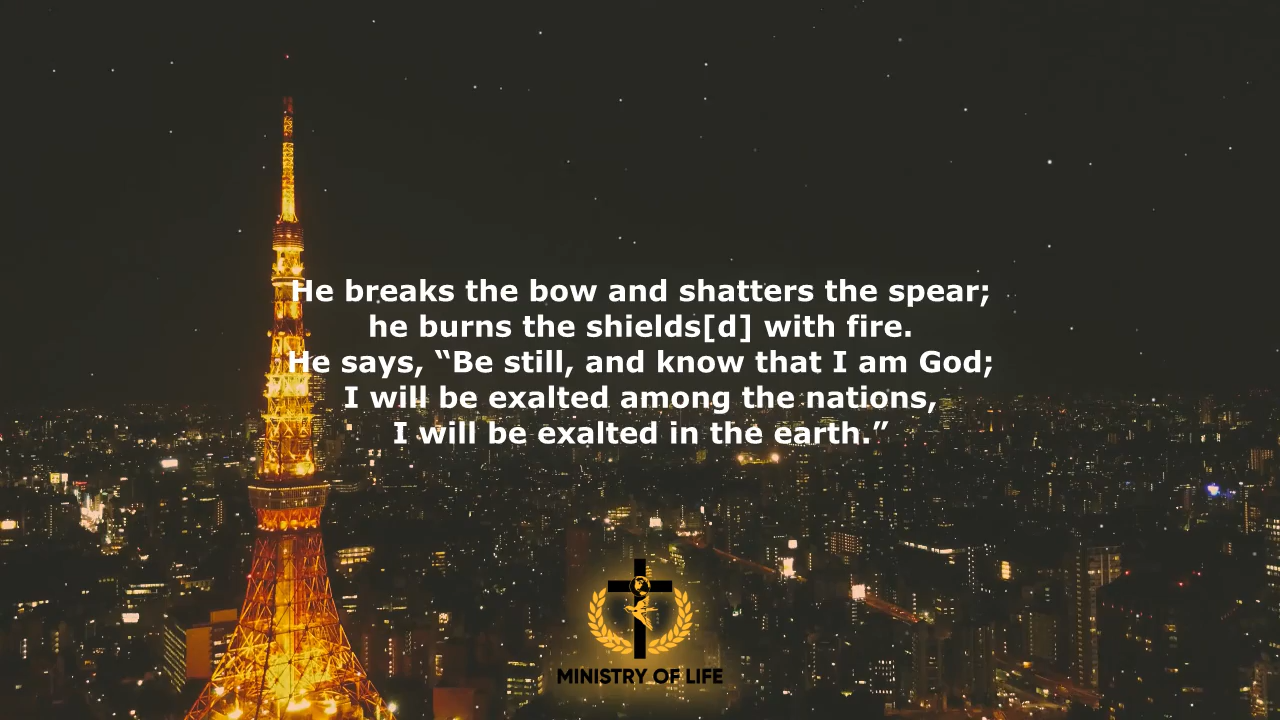 He breaks the bow and shatters the spear;
he burns the shields[d] with fire.
He says, “Be still, and know that I am God;
I will be exalted among the nations,
I will be exalted in the earth.”
MINISTRY OF LIFE